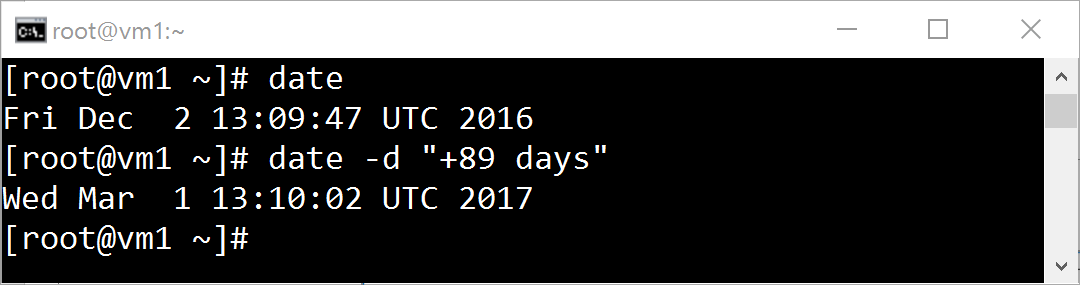 root@vm1:~
[root@vm1 ~]# date
Fri Dec  2 13:09:47 UTC 2016
[root@vm1 ~]# date -d "+89 days"
Wed Mar  1 13:10:02 UTC 2017
[root@vm1 ~]#